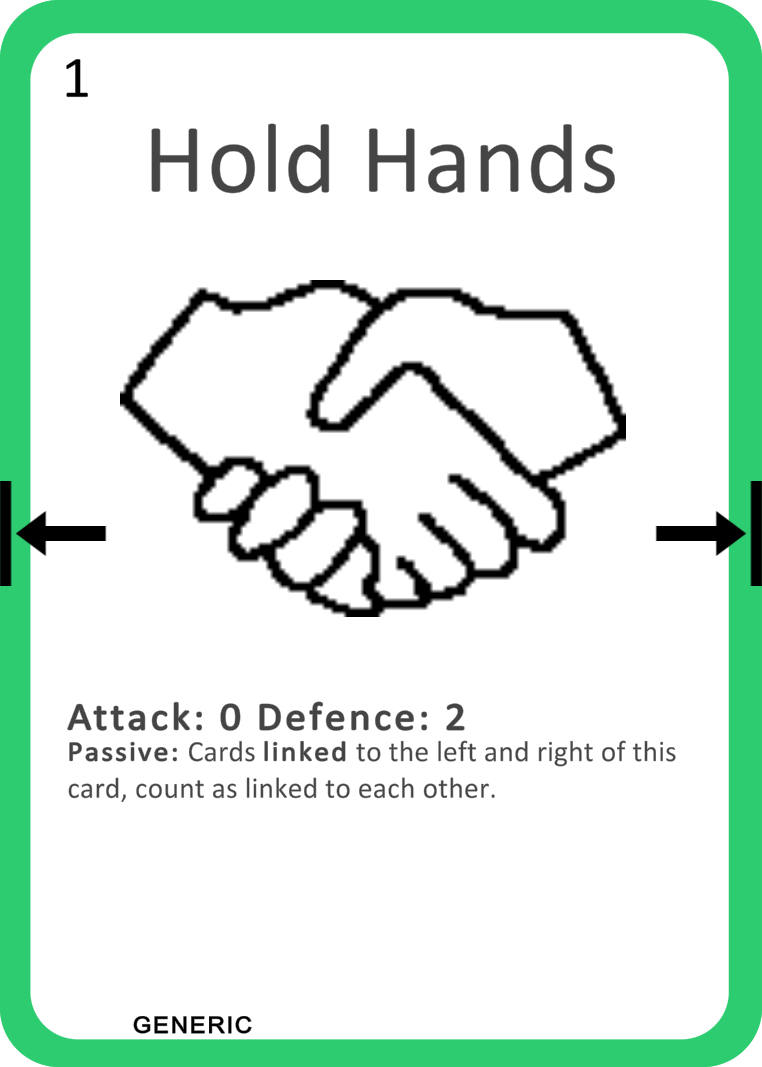 1
Hold Hands
Attack: 0 Defence: 2
Passive: Cards linked to the left and right of this
card, count as linked to each other.
GENERIC